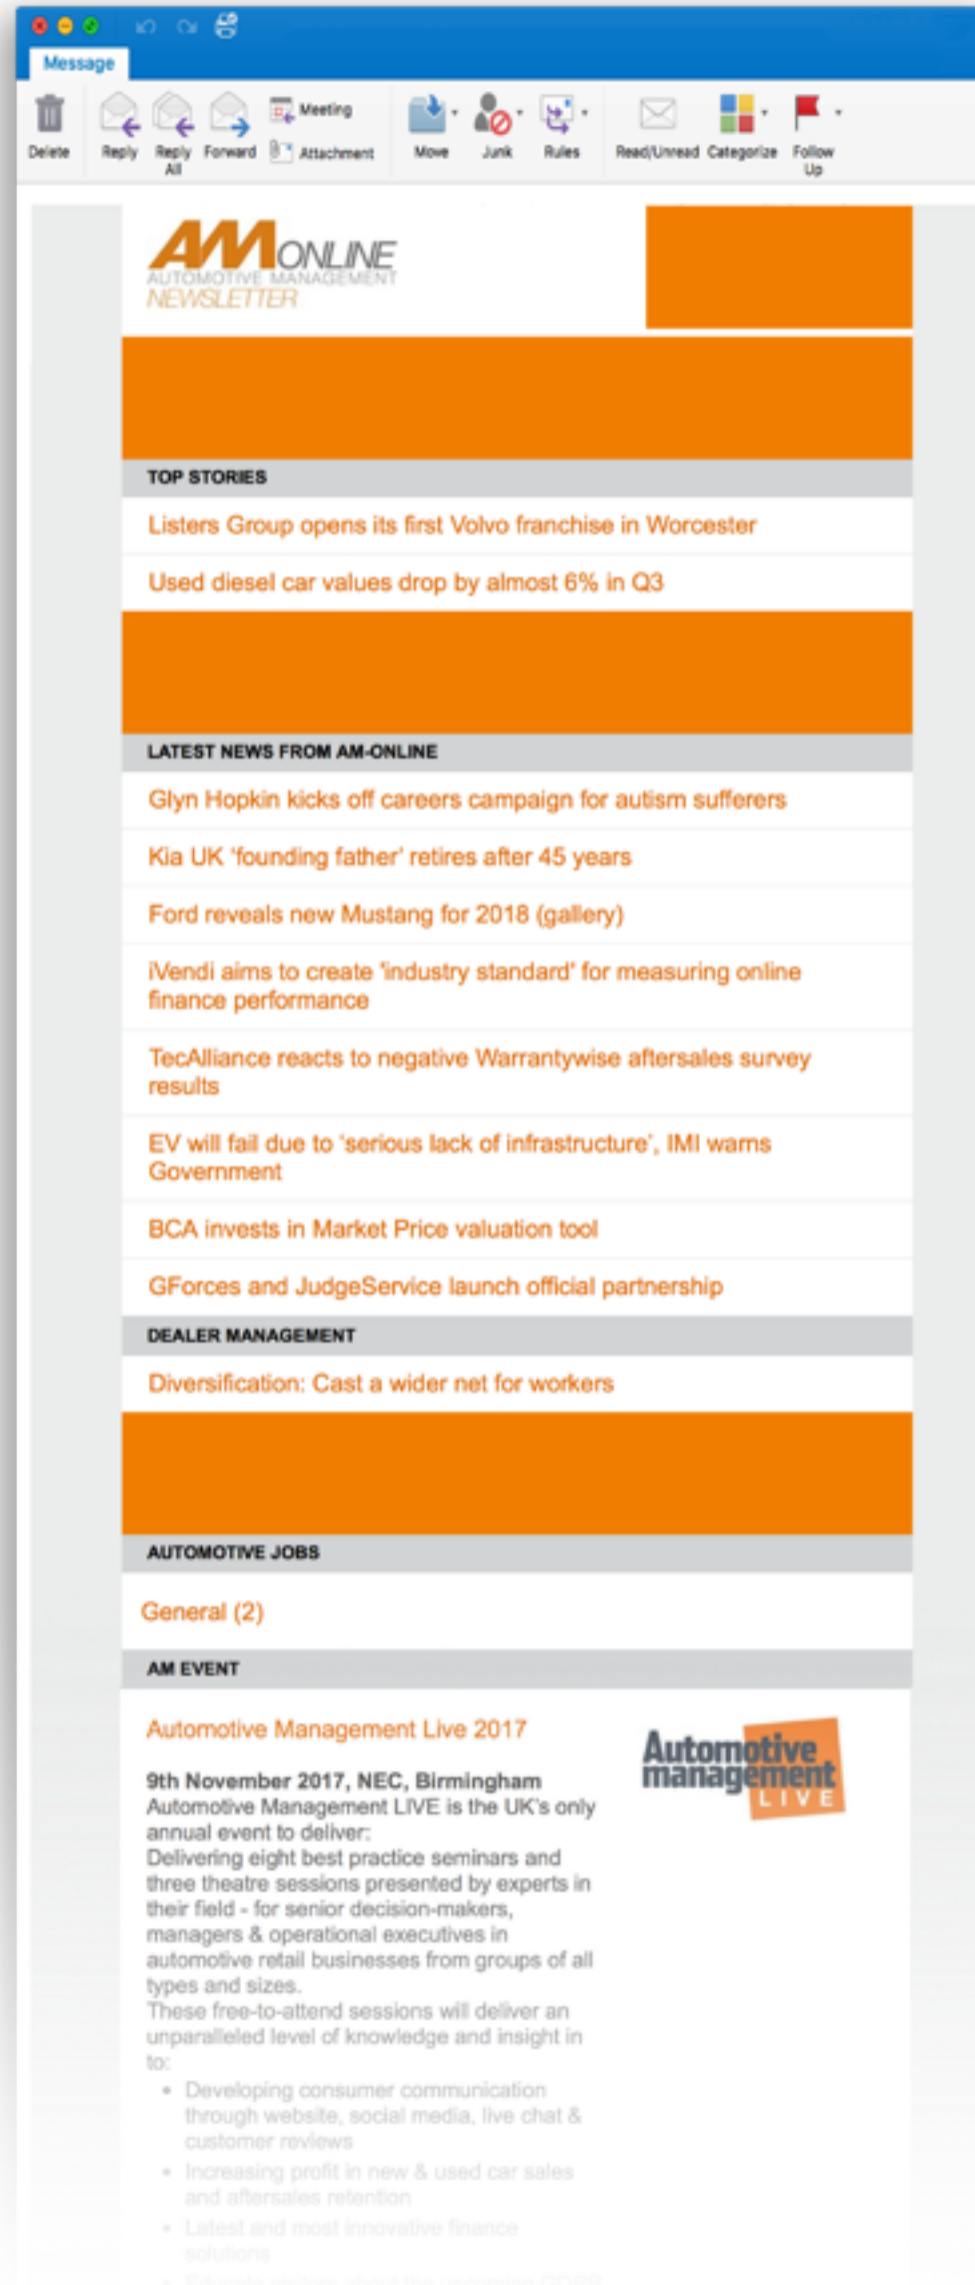 Message
Delete
Reply
Reply All
Forward
Meeting
Attachment
Move
Junk
Rules
Read/Unread
Categorize
Follow Up
AM ONLINE
AUTOMOTIVE MANAGEMENT
NEWSLETTER
TOP STORIES
Listers Group opens its first Volvo franchise in Worcester
Used diesel car values drop by almost 6% in Q3
LATEST NEWS FROM AM-ONLINE
Glyn Hopkin kicks off careers campaign for autism sufferers
Kia UK 'founding father' retires after 45 years
Ford reveals new Mustang for 2018 (gallery)
iVendi aims to create 'industry standard' for measuring online
finance performance
TecAlliance reacts to negative Warrantywise aftersales survey
results
EV will fail due to 'serious lack of infrastructure', IMI warns
Government
BCA invests in Market Price valuation tool
GForces and JudgeService launch official partnership
DEALER MANAGEMENT
Diversification: Cast a wider net for workers
AUTOMOTIVE JOBS
General (2)
AM EVENT
Automotive Management Live 2017
9th November 2017, NEC, Birmingham
Automotive Management LIVE is the UK's only
annual event to deliver:
Delivering eight best practice seminars and
three theatre sessions presented by experts in
their field - for senior decision-makers,
managers & operational executives in
automotive retail businesses from groups of all
types and sizes.
These free-to-attend sessions will deliver an
unparalleled level of knowledge and insight in
to:
• Developing consumer communication
through website, social media, live chat &
customer reviews
• Increasing profit in new & used car sales
and aftersales retention
• Latest and most innovative finance
solutions
Automotive
management
LIVE